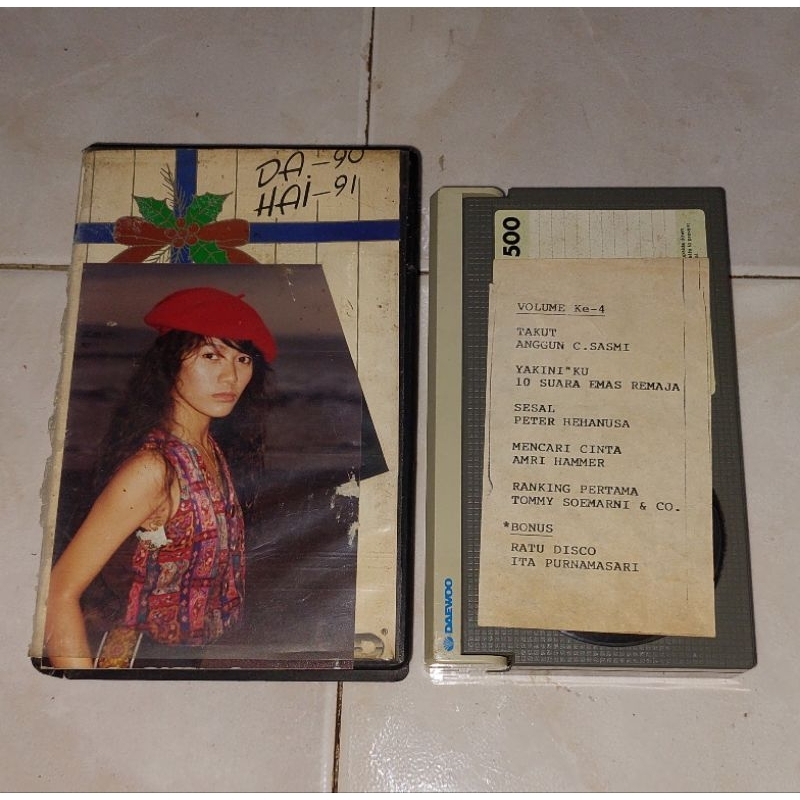 DA-90
HAI-91
500
VOLUME Ke-4
TAKUT
ANGGUN C.SASMI
YAKINI"KU
10 SUARA EMAS REMAJA
SESAL
PETER HEHANUSA
MENCARI CINTA
AMRI HAMMER
RANKING PERTAMA
TOMMY SOEMARNI & CO.
*BONUS
RATU DISCO
ITA PURNAMASARI
DAEWOO